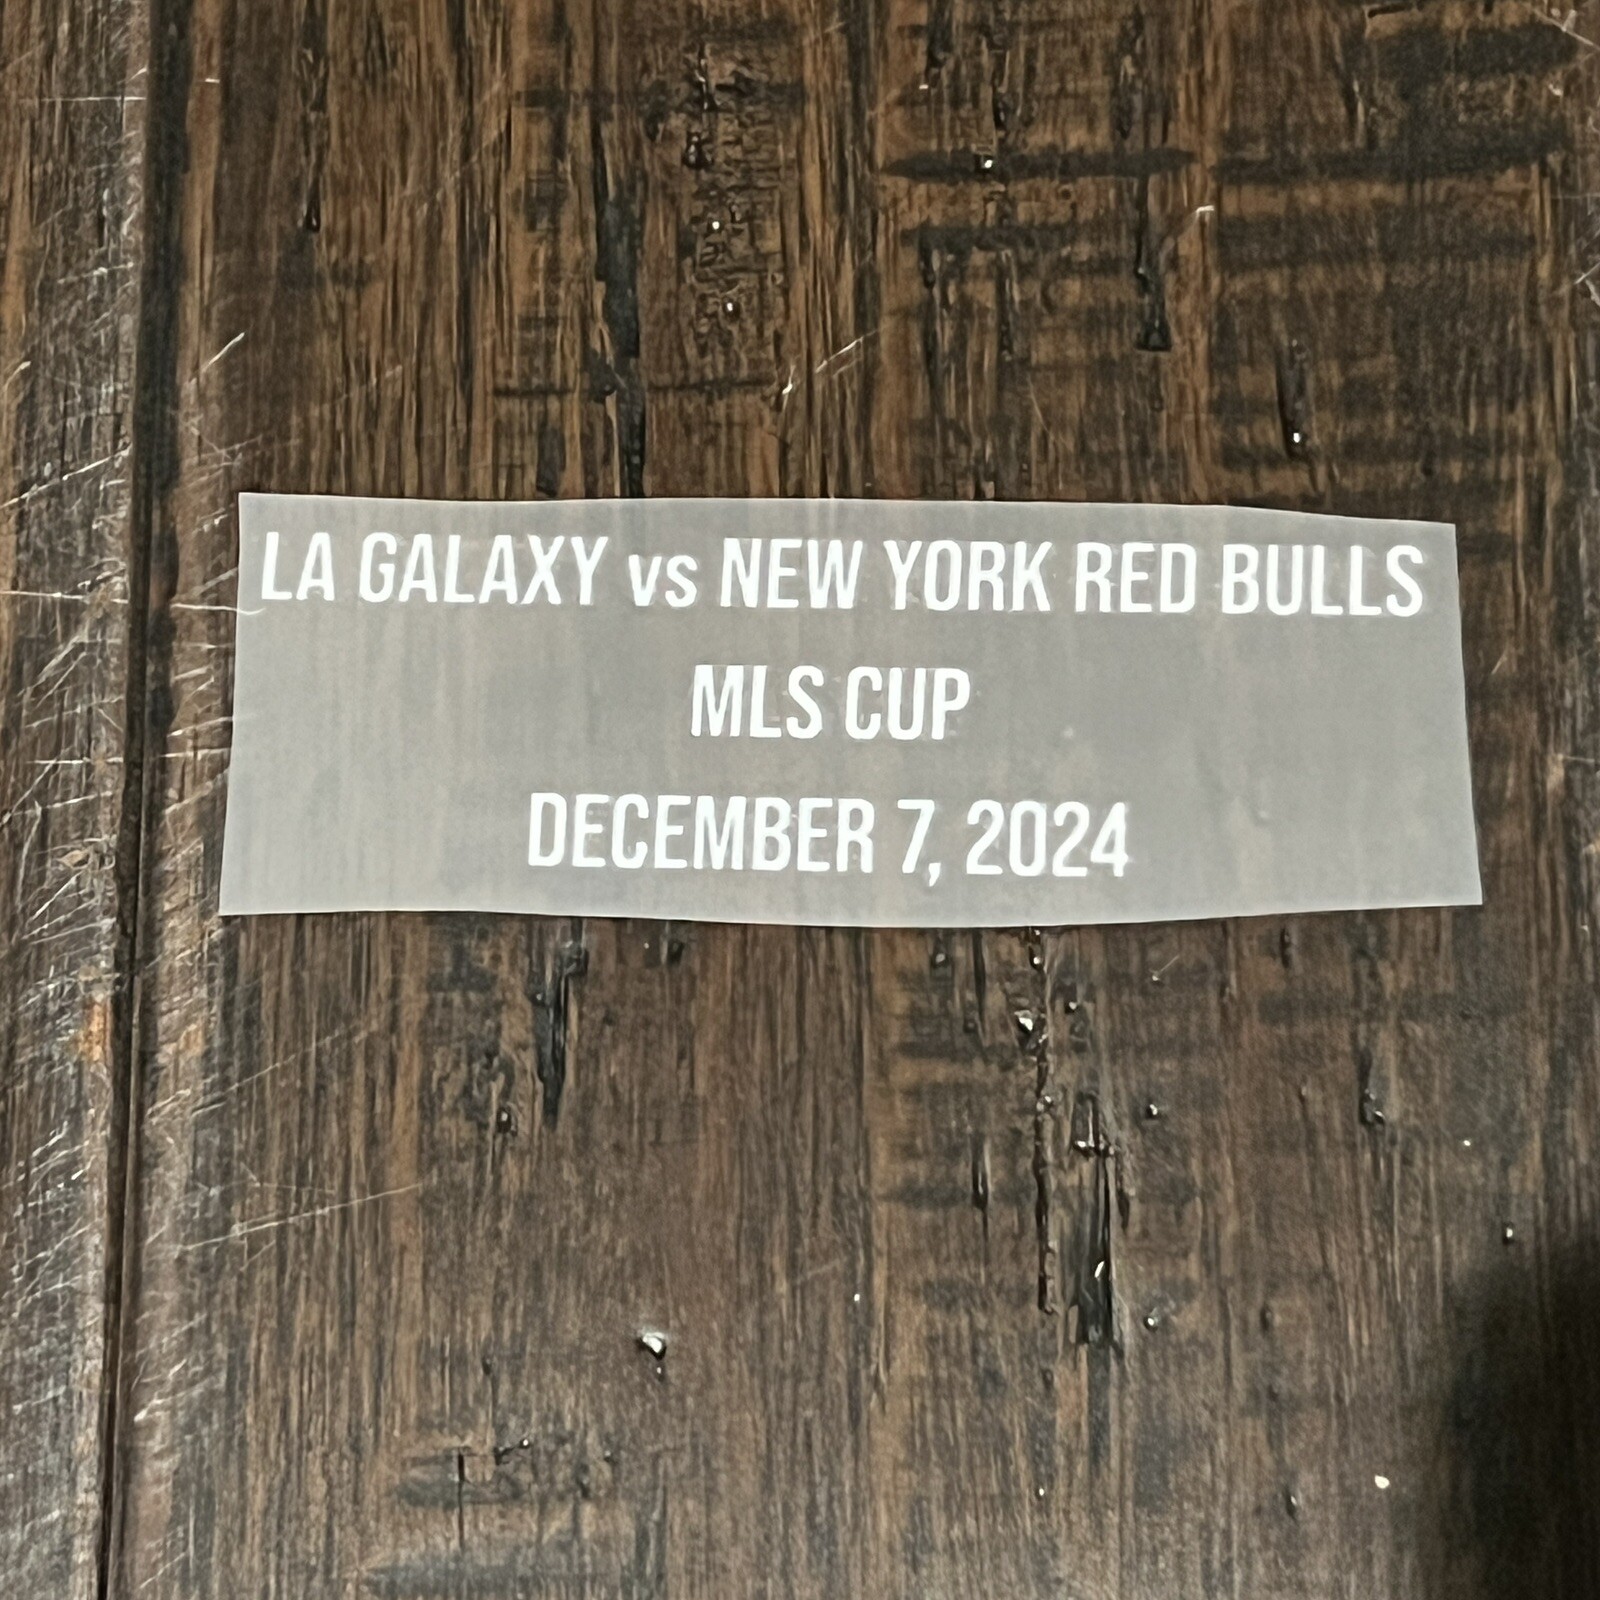 LA GALAXY vs NEW YORK RED BULLS
MLS CUP
DECEMBER 7, 2024